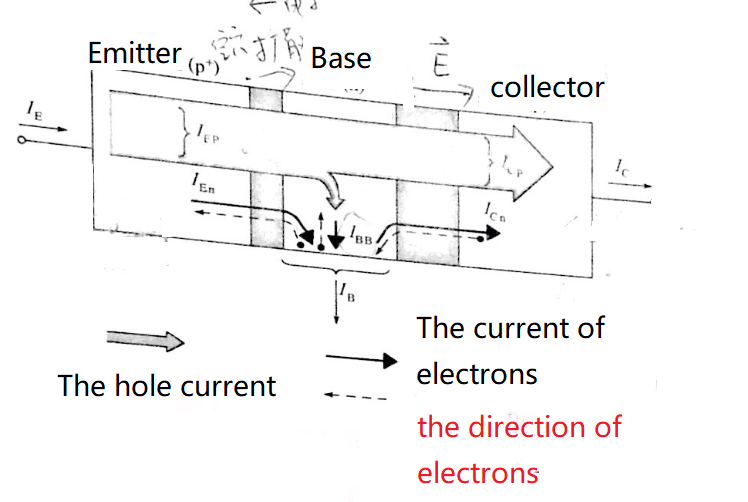 Emitter
(p⁺)
Base
E
collector
I_E
I_EP
I_CP
I_C
I_En
I_Cn
I_BB
I_B
The hole current
The current of
electrons
the direction of
electrons